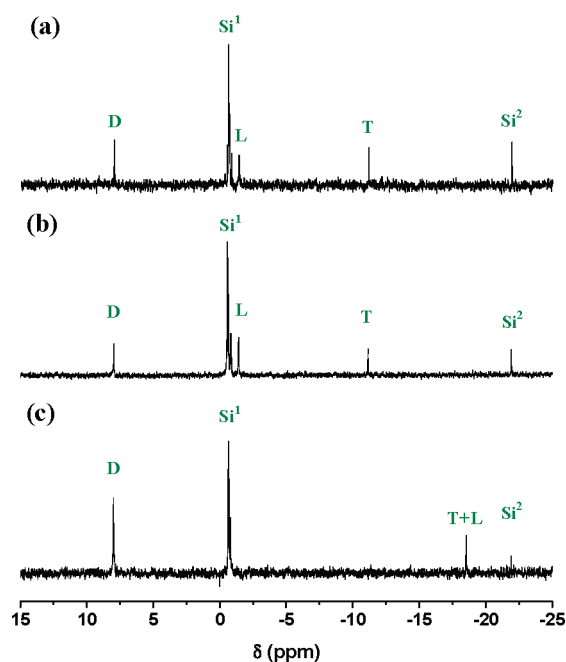 (a)
Si¹
D
L
T
Si²
(b)
Si¹
D
L
T
Si²
(c)
Si¹
D
T+L
Si²
15 10 5 0 -5 -10 -15 -20 -25
δ (ppm)